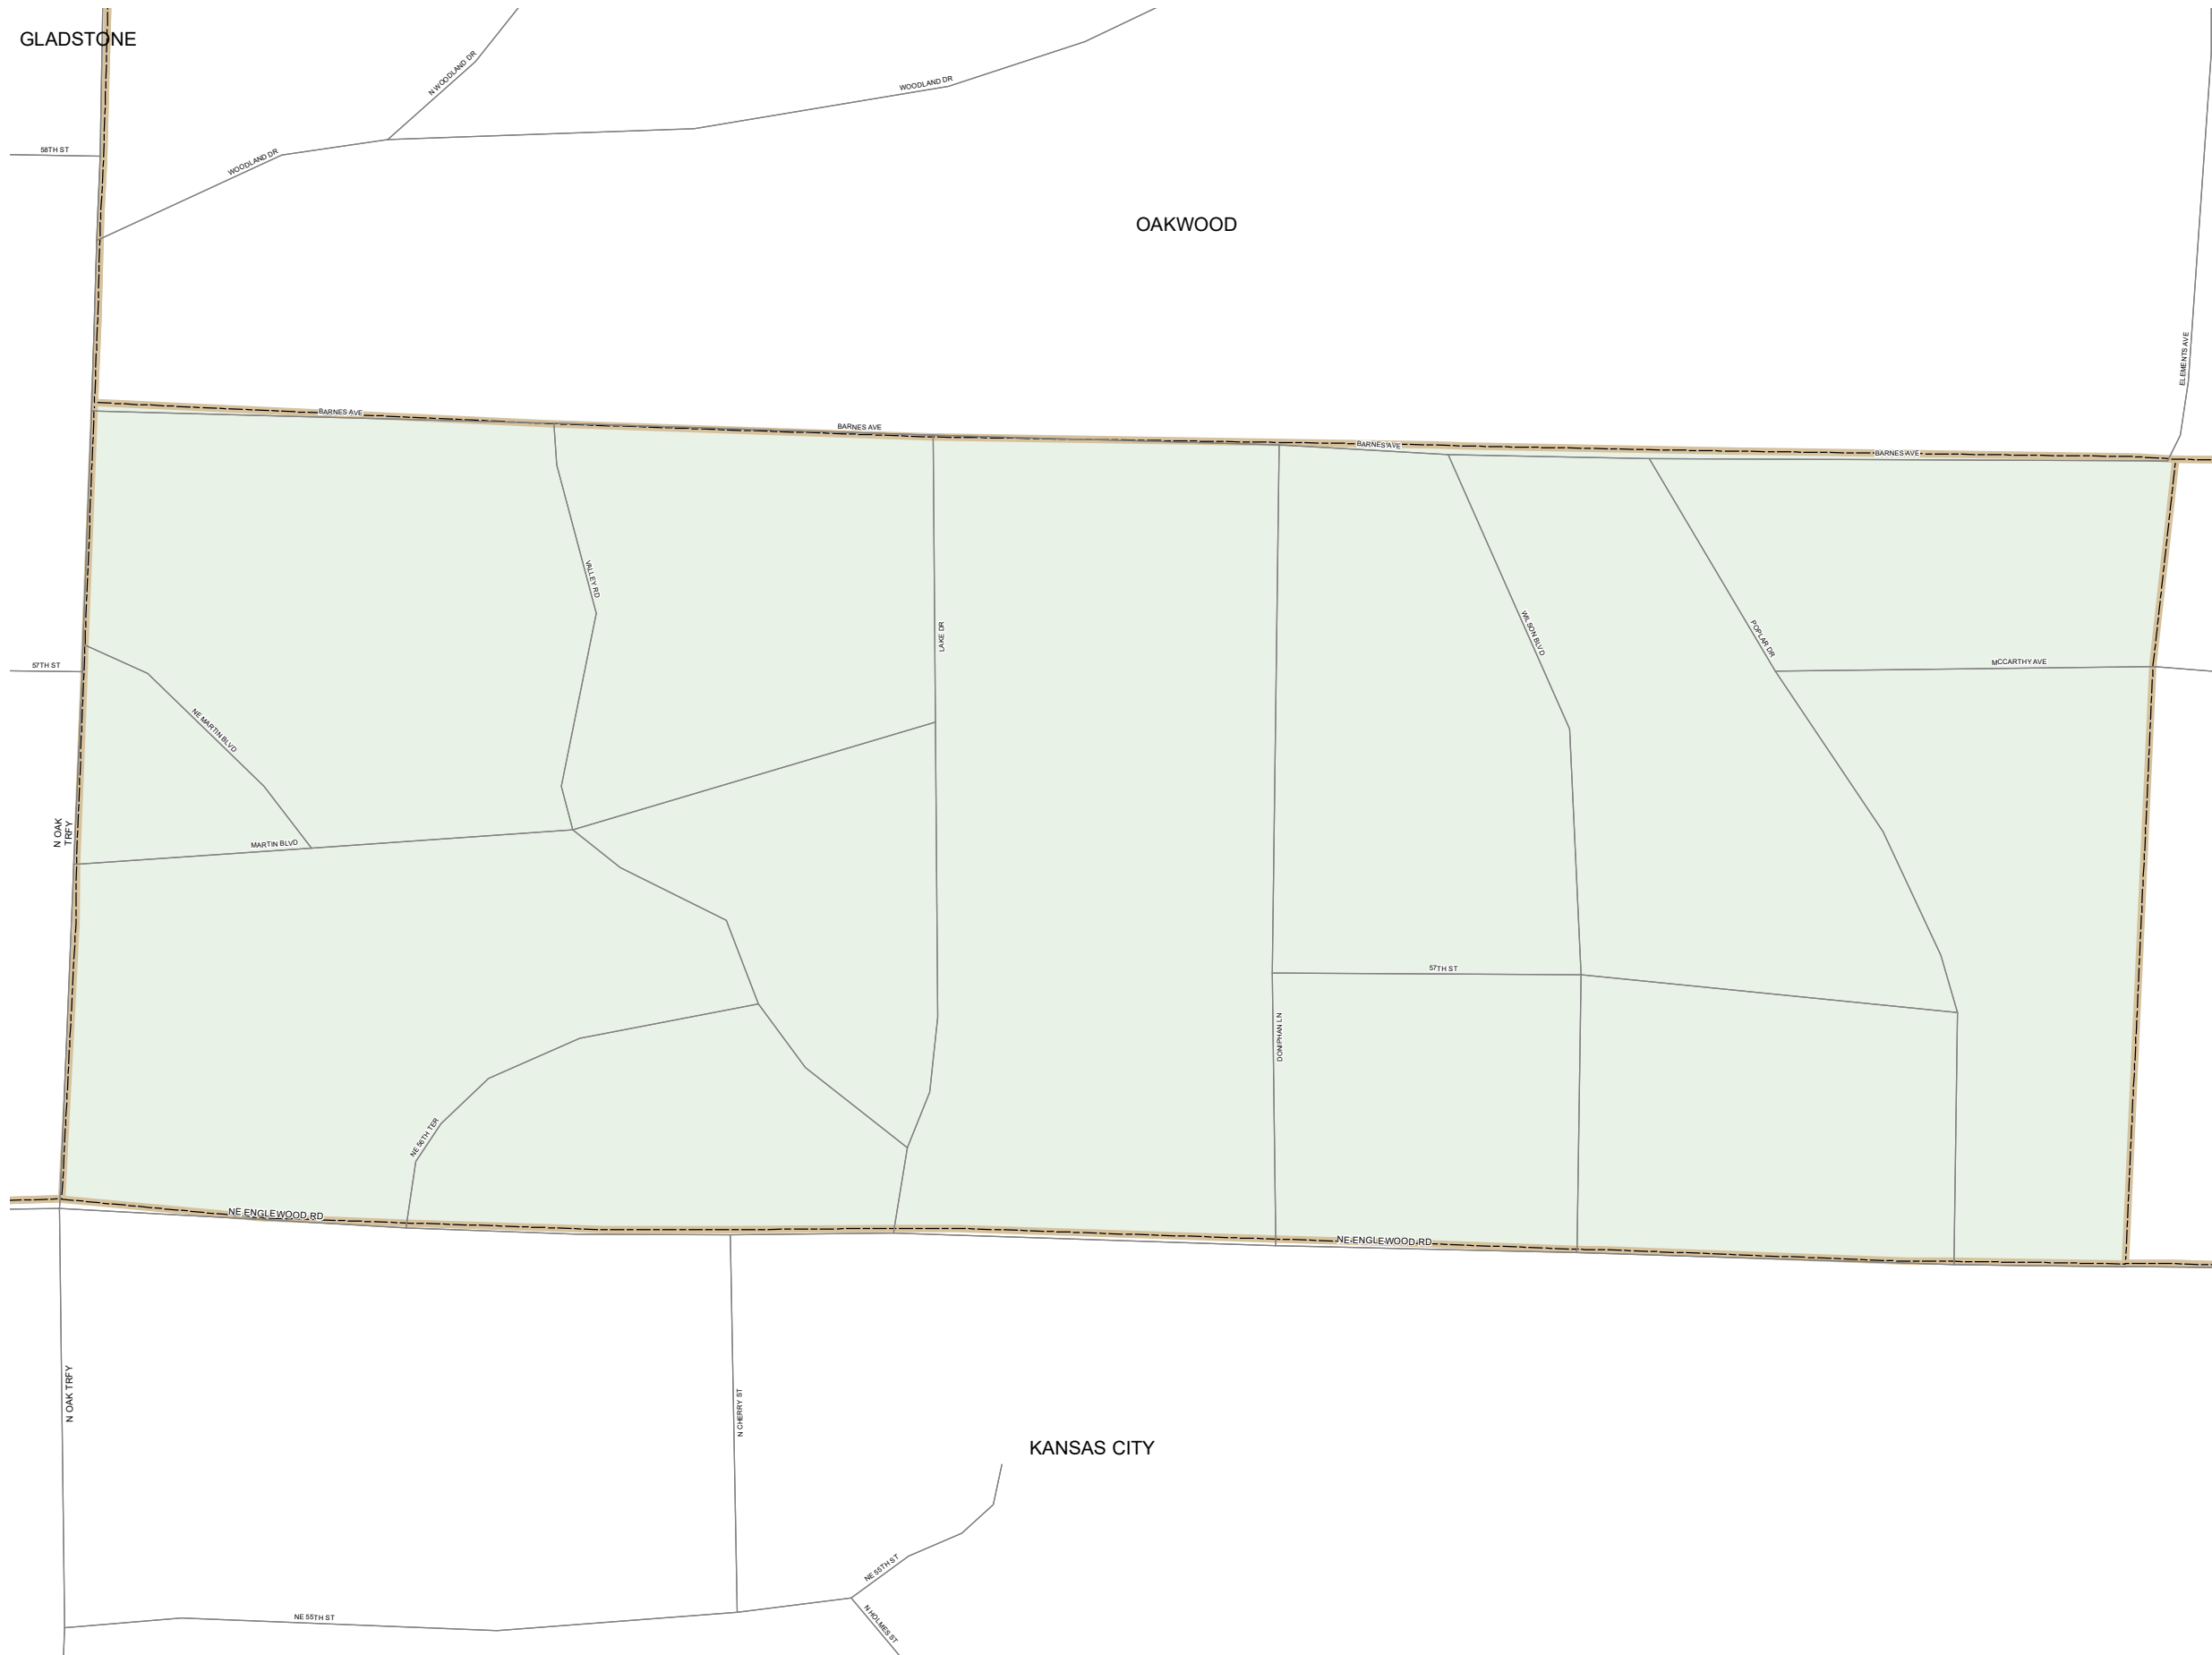 GLADSTONE
N WOODLAND DR
WOODLAND DR
58TH ST
WOODLAND DR
OAKWOOD
ELEMENTS AVE
BARNES AVE
BARNES AVE
BARNES AVE
BARNES AVE
VALLEY RD
LAKE DR
WILSON BLVD
POPLAR DR
57TH ST
MCCARTHY AVE
NE MARTIN BLVD
N OAK
TRFY
MARTIN BLVD
57TH ST
DONIPHAN LN
NE 56TH TER
NE ENGLEWOOD RD
NE ENGLEWOOD RD
N OAK TRFY
N CHERRY ST
KANSAS CITY
NE 55TH ST
NE 55TH ST
N HOLMES ST